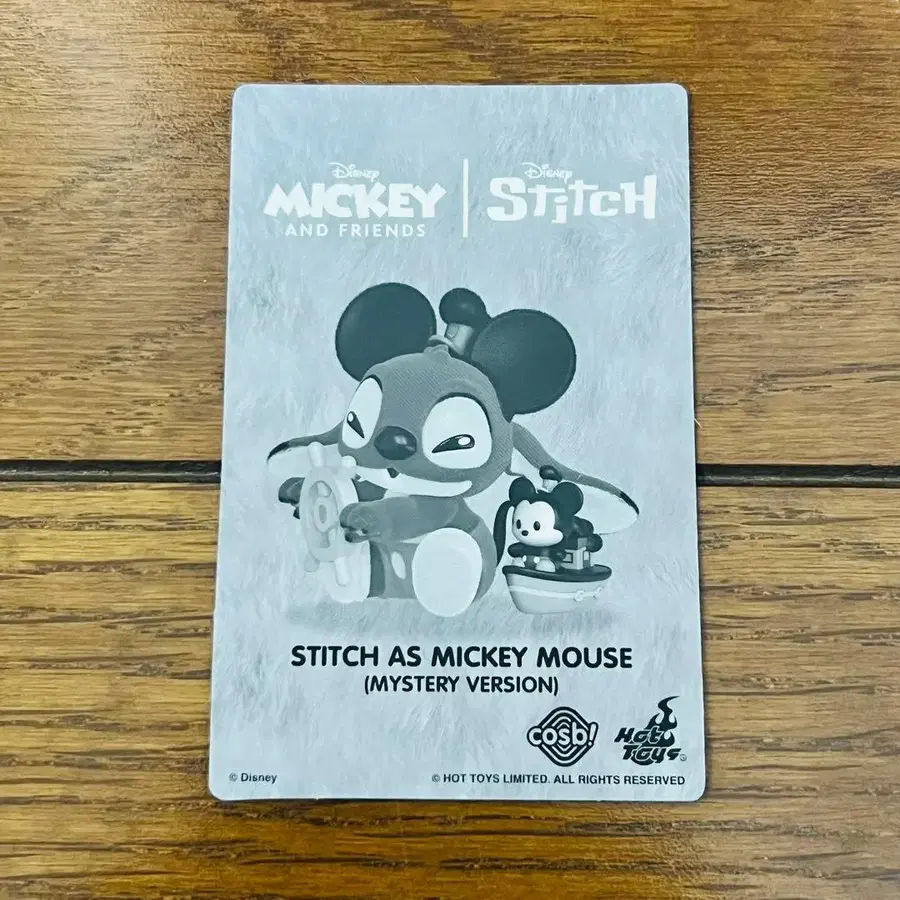 Disney
MICKEY
AND FRIENDS
Disney
Stitch
STITCH AS MICKEY MOUSE
(MYSTERY VERSION)
cosbi
Hot
Toys®
© Disney
© HOT TOYS LIMITED. ALL RIGHTS RESERVED